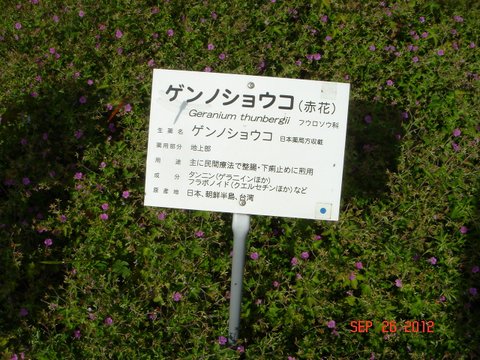 ゲンノショウコ(赤花)
Geranium thunbergii フウロソウ科
生薬名 ゲンノショウコ 日本薬局方収載
薬用部分 地上部
用途 主に民間療法で整腸・下痢止めに煎用
成分 タンニン(ゲラニインほか)
フラボノイド(クエルセチンほか)など
原産地 日本、朝鮮半島、台湾
SEP 26 2012